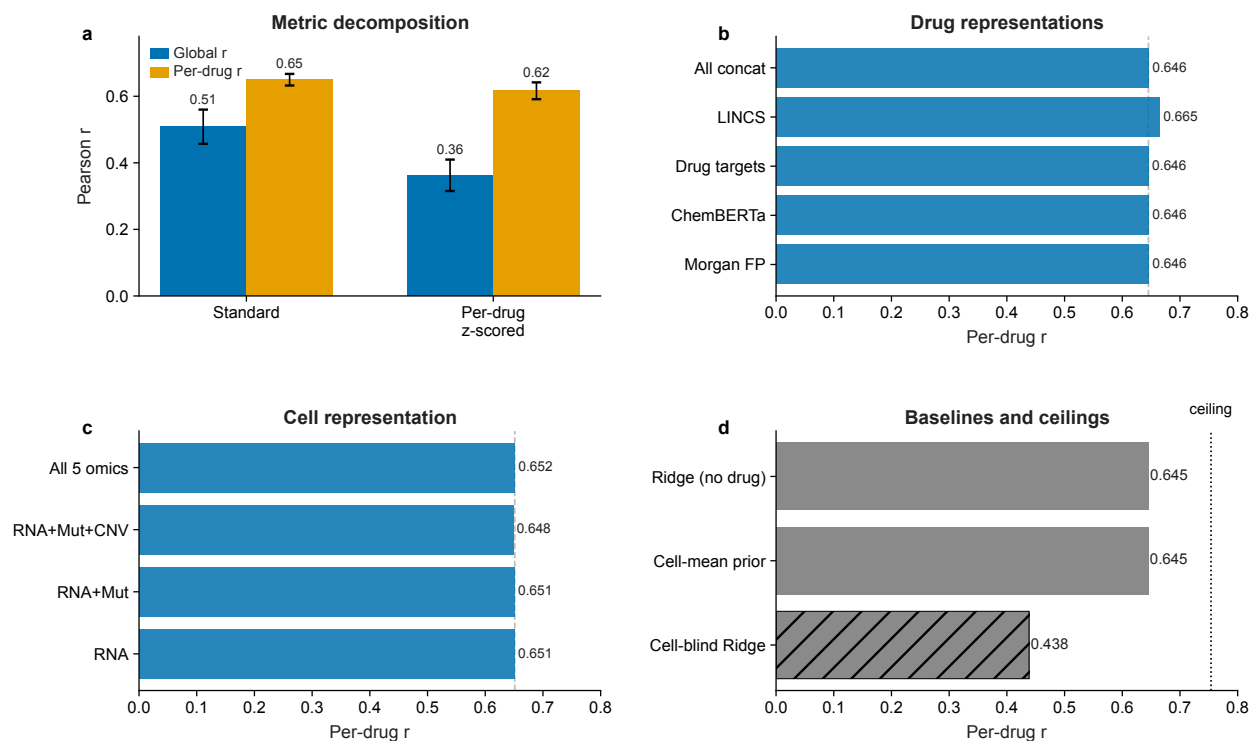 a
Metric decomposition
Global r
Per-drug r
0.51
0.65
0.36
0.62
Pearson r
0.6
0.4
0.2
0.0
Standard
Per-drug
z-scored
b
Drug representations
All concat
0.646
LINCS
0.665
Drug targets
0.646
ChemBERTa
0.646
Morgan FP
0.646
0.0 0.1 0.2 0.3 0.4 0.5 0.6 0.7 0.8
Per-drug r
c
Cell representation
All 5 omics
0.652
RNA+Mut+CNV
0.648
RNA+Mut
0.651
RNA
0.651
0.0 0.1 0.2 0.3 0.4 0.5 0.6 0.7 0.8
Per-drug r
d
Baselines and ceilings
ceiling
Ridge (no drug)
0.645
Cell-mean prior
0.645
Cell-blind Ridge
0.438
0.0 0.1 0.2 0.3 0.4 0.5 0.6 0.7 0.8
Per-drug r